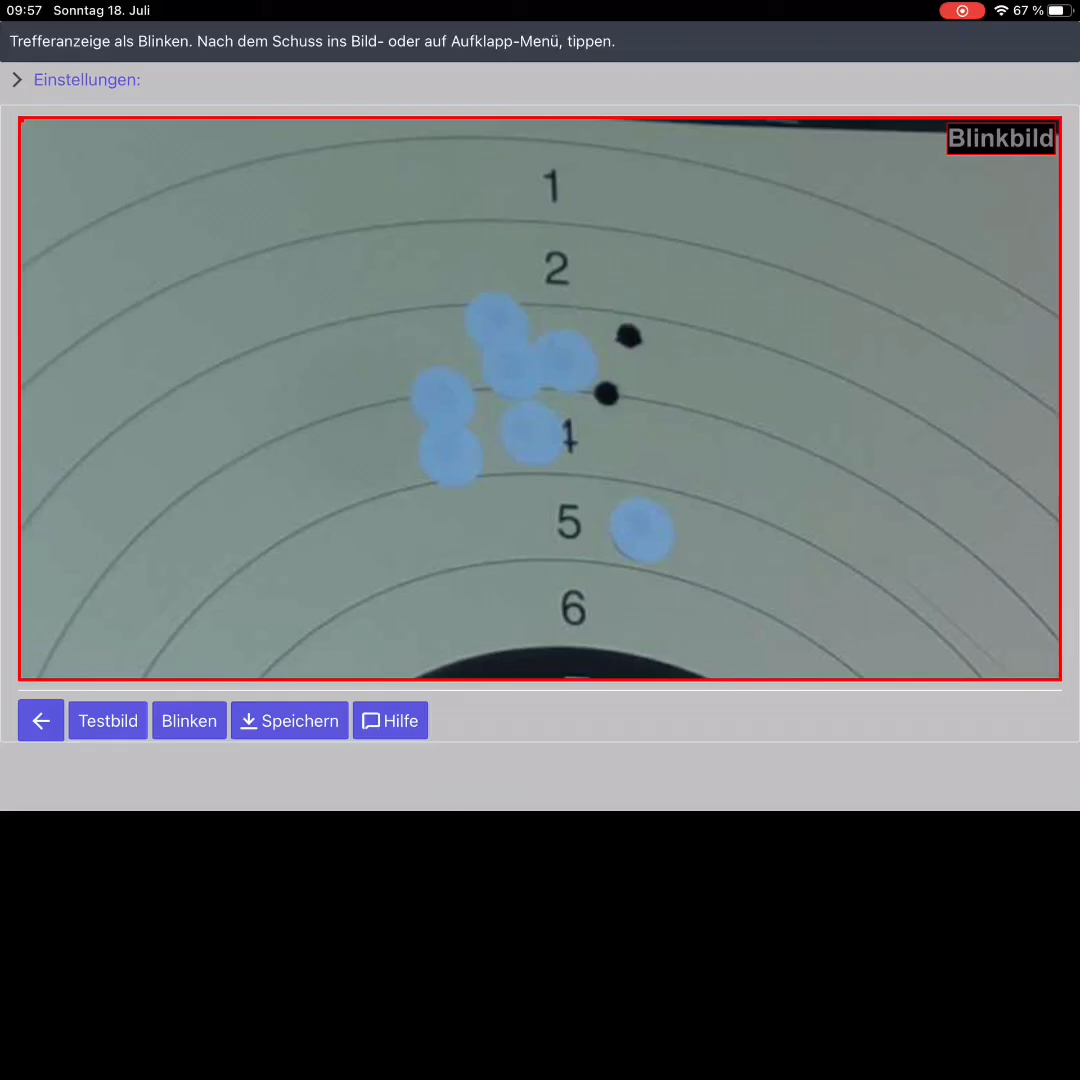 09:57 Sonntag 18. Juli 67 %
Trefferanzeige als Blinken. Nach dem Schuss ins Bild- oder auf Aufklapp-Menü, tippen.
Einstellungen:
Blinkbild
1
2
4
5
6
Testbild Blinken Speichern Hilfe